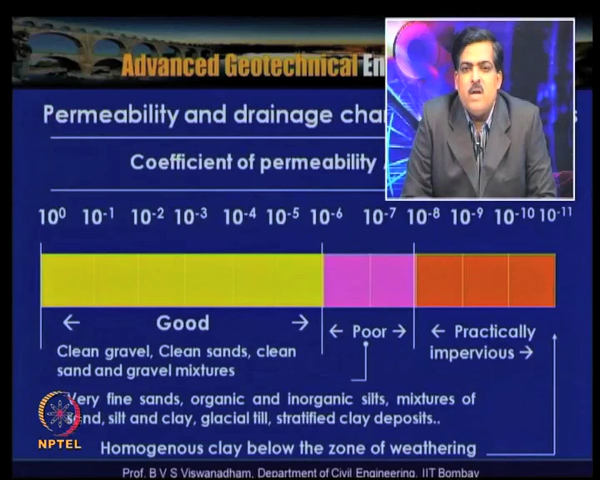 Advanced Geotechnical En
Permeability and drainage cha
Coefficient of permeability
10⁰ 10⁻¹ 10⁻² 10⁻³ 10⁻⁴ 10⁻⁵ 10⁻⁶ 10⁻⁷ 10⁻⁸ 10⁻⁹ 10⁻¹⁰ 10⁻¹¹
← Good →
← Poor →
← Practically
impervious →
Clean gravel, Clean sands, clean
sand and gravel mixtures
Very fine sands, organic and inorganic silts, mixtures of
sand, silt and clay, glacial till, stratified clay deposits..
NPTEL
Homogenous clay below the zone of weathering
Prof. B V S Viswanadham, Department of Civil Engineering, IIT Bombay